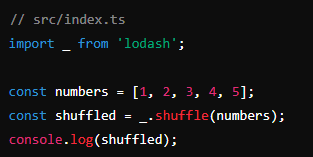 // src/index.ts
import _ from 'lodash';
const numbers = [1, 2, 3, 4, 5];
const shuffled = _.shuffle(numbers);
console.log(shuffled);